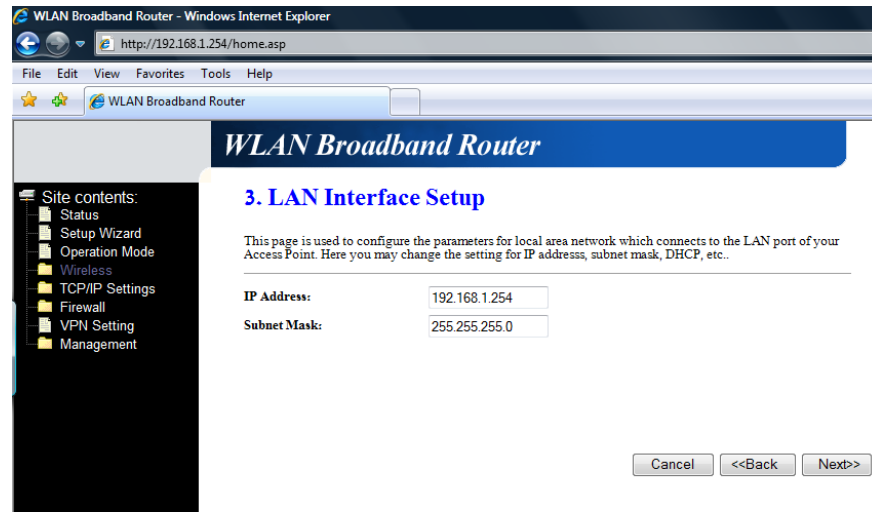 WLAN Broadband Router - Windows Internet Explorer
http://192.168.1.254/home.asp
File Edit View Favorites Tools Help
WLAN Broadband Router
WLAN Broadband Router
Site contents:
Status
Setup Wizard
Operation Mode
Wireless
TCP/IP Settings
Firewall
VPN Setting
Management
3. LAN Interface Setup
This page is used to configure the parameters for local area network which connects to the LAN port of your
Access Point. Here you may change the setting for IP addresss, subnet mask, DHCP, etc..
IP Address: 192.168.1.254
Subnet Mask: 255.255.255.0
Cancel <<Back Next>>